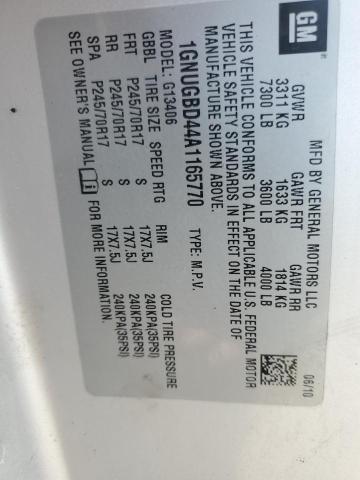 GM
MFD BY GENERAL MOTORS LLC 06/10
GVWR GAWR FRT GAWR RR
3311 KG 1633 KG 1814 KG
7300 LB 3600 LB 4000 LB
THIS VEHICLE CONFORMS TO ALL APPLICABLE U.S. FEDERAL MOTOR
VEHICLE SAFETY STANDARDS IN EFFECT ON THE DATE OF
MANUFACTURE SHOWN ABOVE.
1GNUGBD44A1165770 TYPE: M.P.V.
GBBL G13406
TIRE SIZE SPEED RTG RIM COLD TIRE PRESSURE
FRT P245/70R17 S 17X7.5J 240KPA(35PSI)
RR P245/70R17 S 17X7.5J 240KPA(35PSI)
SPA P245/70R17 S 17X7.5J 240KPA(35PSI)
SEE OWNER'S MANUAL i FOR MORE INFORMATION.